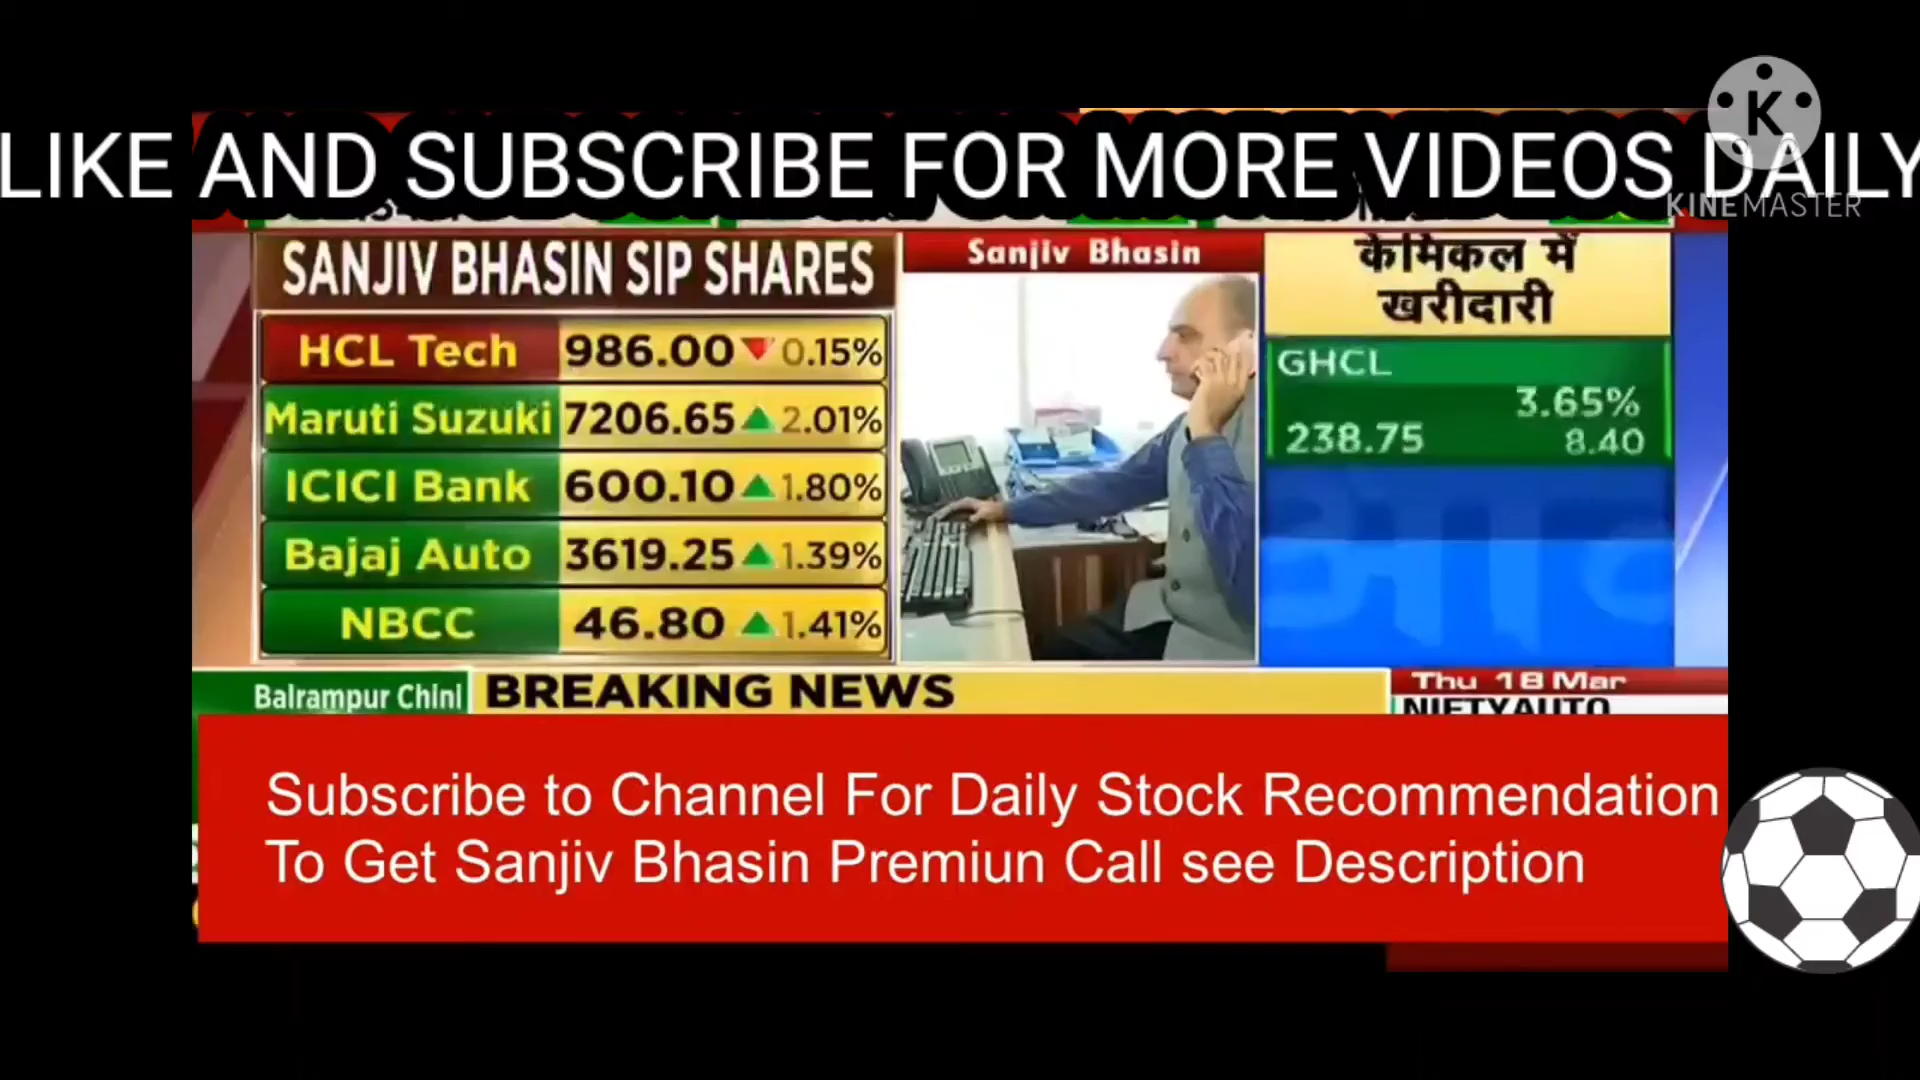 LIKE AND SUBSCRIBE FOR MORE VIDEOS DAILY
K
KINEMASTER
SANJIV BHASIN SIP SHARES
HCL Tech 986.00 0.15%
Maruti Suzuki 7206.65 2.01%
ICICI Bank 600.10 1.80%
Bajaj Auto 3619.25 1.39%
NBCC 46.80 1.41%
Sanjiv Bhasin
केमिकल में
खरीदारी
GHCL
3.65%
238.75 8.40
Balrampur Chini
BREAKING NEWS
Thu 18 Mar
NIFTYAUTO
Subscribe to Channel For Daily Stock Recommendation
To Get Sanjiv Bhasin Premiun Call see Description